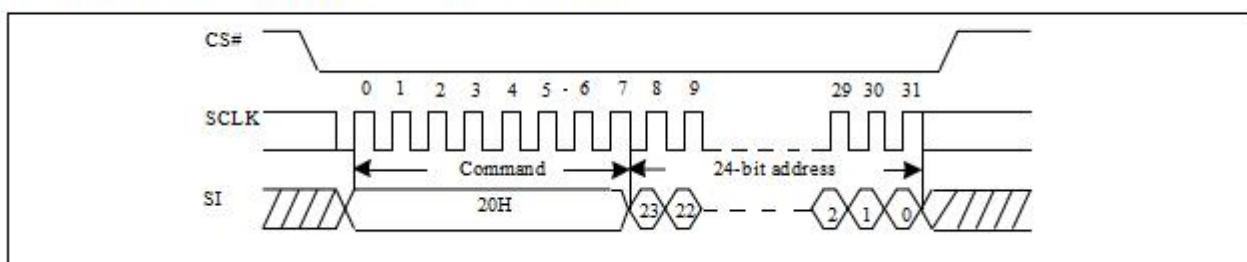 CS#
0 1 2 3 4 5 - 6 7 8 9 29 30 31
SCLK
Command 24-bit address
SI 20H 23 22 2 1 0